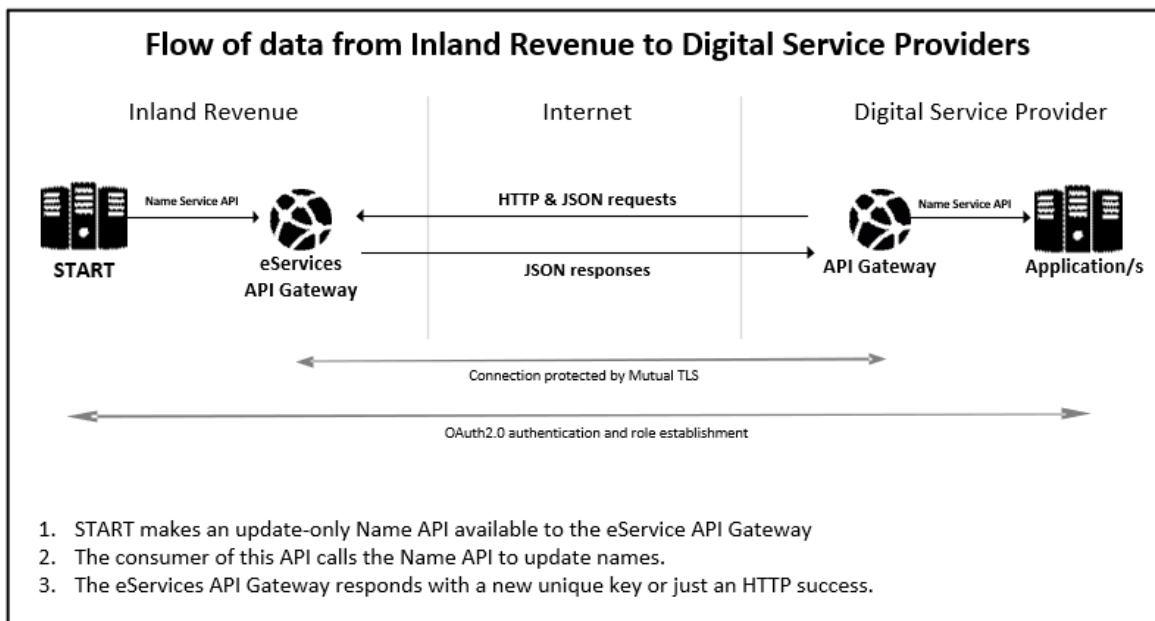 Flow of data from Inland Revenue to Digital Service Providers
Inland Revenue
Internet
Digital Service Provider
Name Service API
HTTP & JSON requests
Name Service API
START
eServices
API Gateway
JSON responses
API Gateway
Application/s
Connection protected by Mutual TLS
OAuth2.0 authentication and role establishment
1. START makes an update-only Name API available to the eService API Gateway
2. The consumer of this API calls the Name API to update names.
3. The eServices API Gateway responds with a new unique key or just an HTTP success.